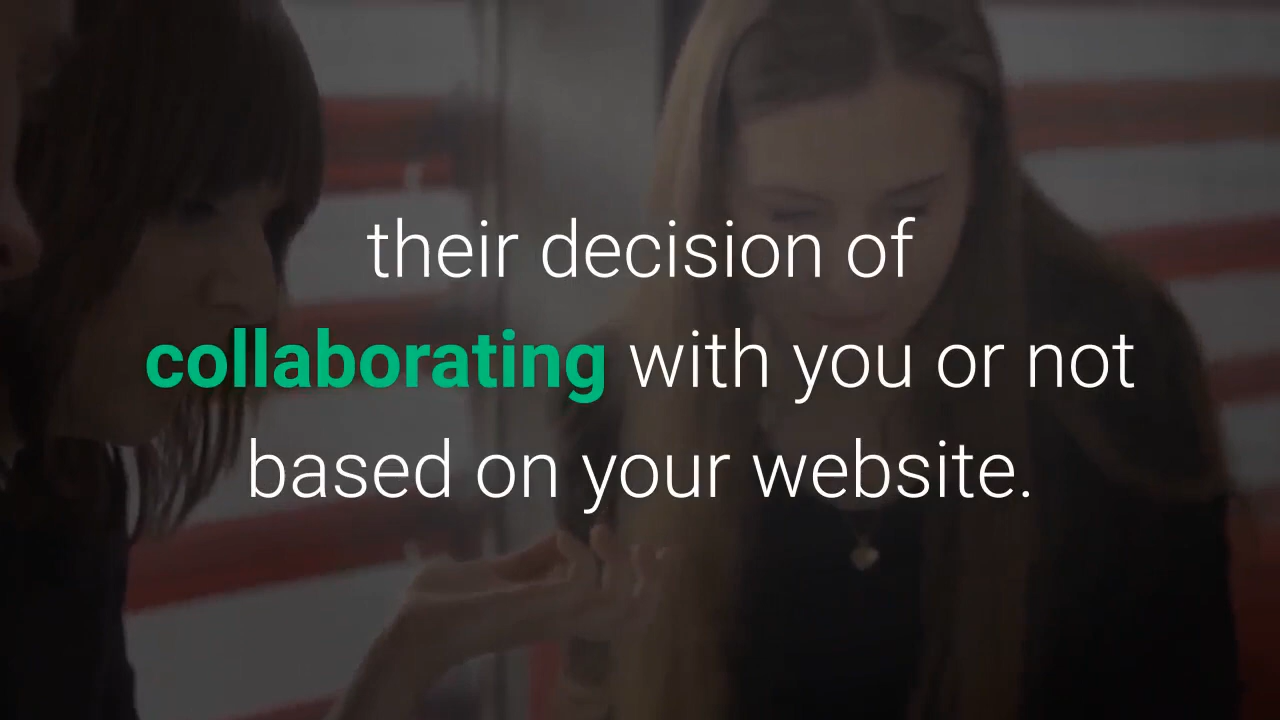 their decision of
collaborating with you or not
based on your website.